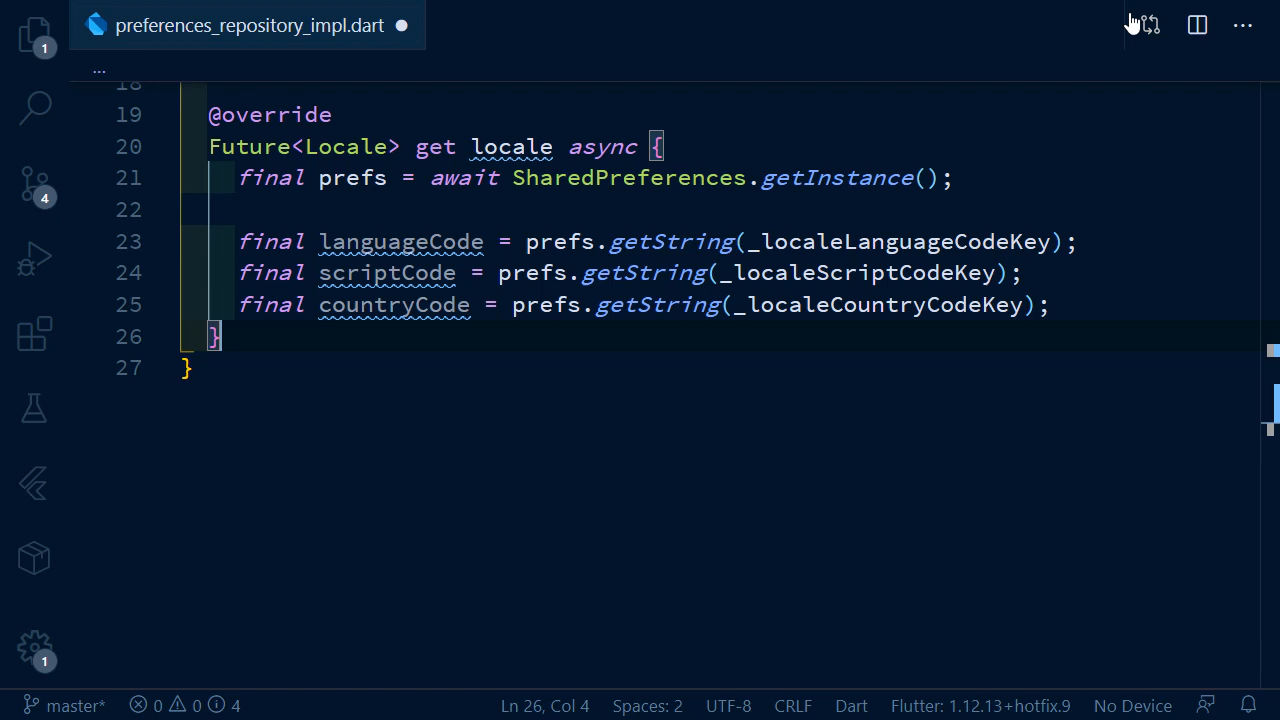 1
preferences_repository_impl.dart
...
18
19 @override
20 Future<Locale> get locale async {
21 final prefs = await SharedPreferences.getInstance();
22
23 final languageCode = prefs.getString(_localeLanguageCodeKey);
24 final scriptCode = prefs.getString(_localeScriptCodeKey);
25 final countryCode = prefs.getString(_localeCountryCodeKey);
26 }
27 }
4
1
master* 0 0 4 Ln 26, Col 4 Spaces: 2 UTF-8 CRLF Dart Flutter: 1.12.13+hotfix.9 No Device